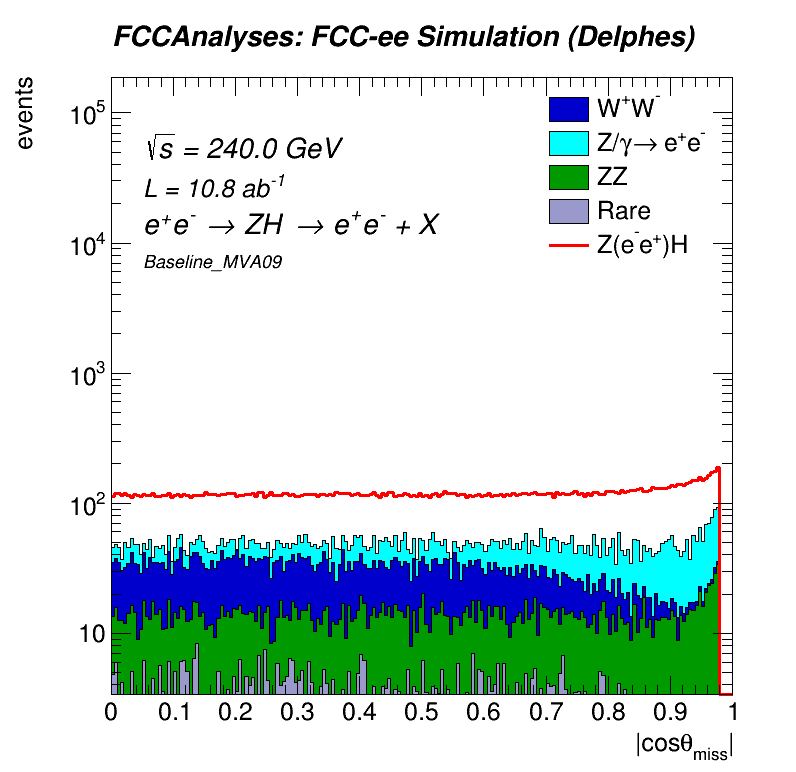 FCCAnalyses: FCC-ee Simulation (Delphes)
events
10⁵
10⁴
10³
10²
10
√s = 240.0 GeV
L = 10.8 ab⁻¹
e⁺e⁻ → ZH → e⁺e⁻ + X
Baseline_MVA09
W⁺W⁻
Z/γ→ e⁺e⁻
ZZ
Rare
Z(e⁻e⁺)H
0 0.1 0.2 0.3 0.4 0.5 0.6 0.7 0.8 0.9 1
|cosθ_miss|